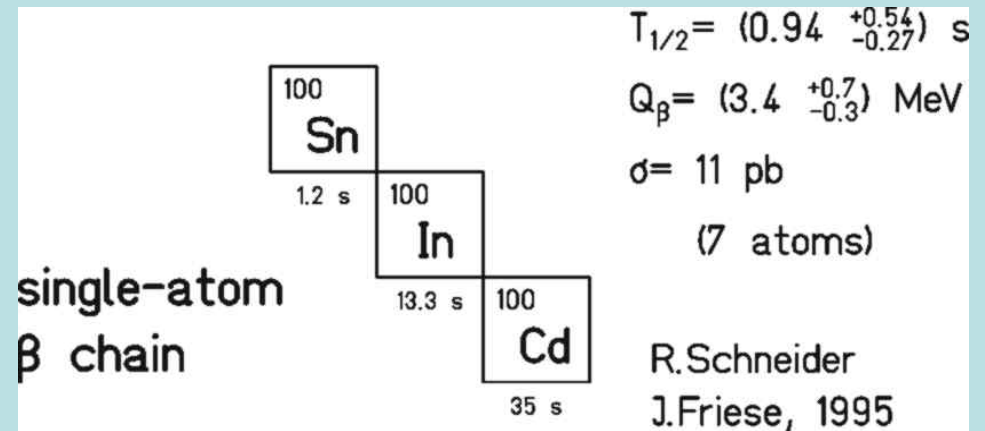 100
Sn
1.2 s
100
In
13.3 s
100
Cd
35 s
single-atom
β chain
T1/2= (0.94 +0.54 -0.27) s
Qβ= (3.4 +0.7 -0.3) MeV
σ= 11 pb
(7 atoms)
R.Schneider
J.Friese, 1995